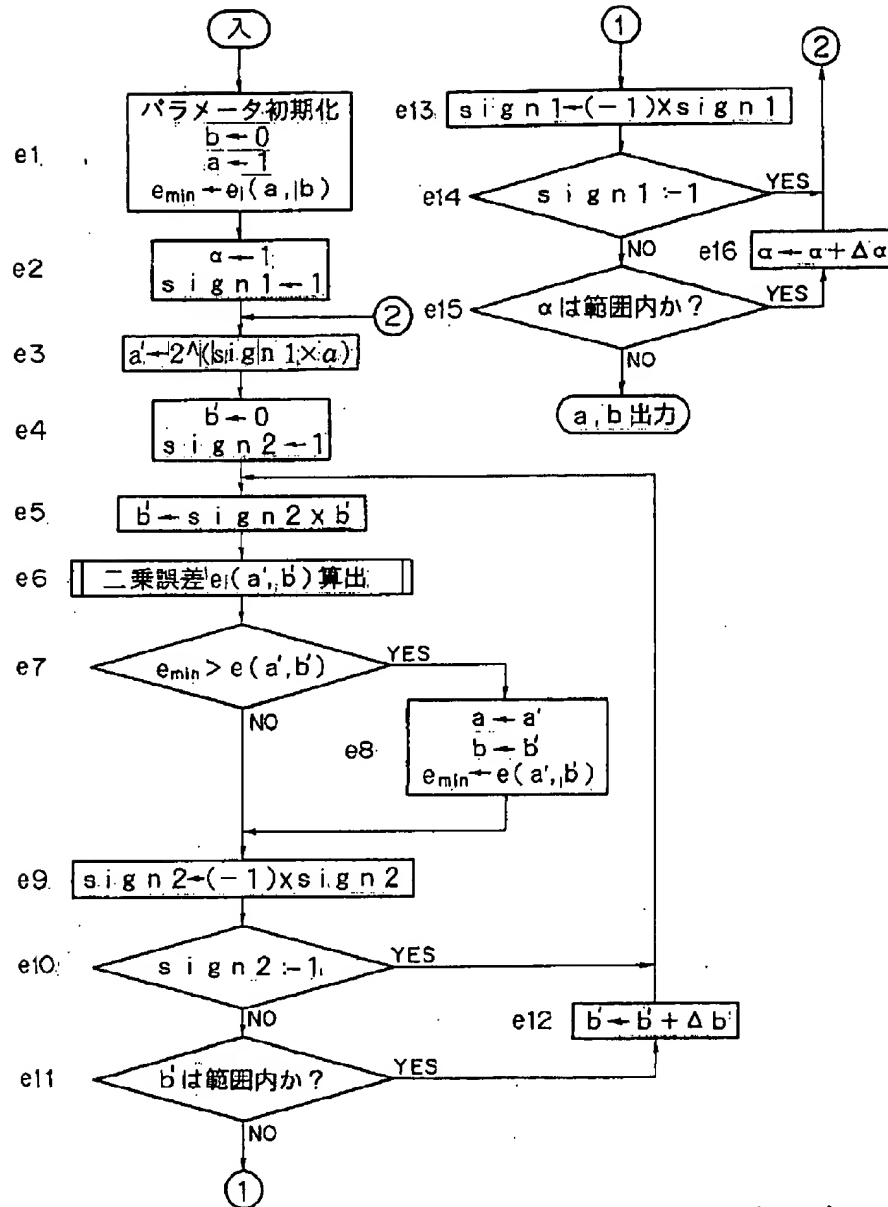 入
パラメータ初期化
b←0
a←1
e1
emin←e(a,b)
α←1
e2
sign1←1
②
e3
a'←2^(sign1×α)
b'←0
e4
sign2←1
e5
b'←sign2×b'
e6
二乗誤差e(a',b')算出
e7
emin>e(a',b')
YES
NO
a←a'
e8
b←b'
emin←e(a',b')
e9
sign2←(-1)×sign2
e10
sign2:-1
YES
NO
e12
b'←b'+Δb'
e11
b'は範囲内か?
YES
NO
①
①
②
e13
sign1←(-1)×sign1
e14
sign1:-1
YES
NO
e16
α←α+Δα
e15
αは範囲内か?
YES
NO
a,b出力